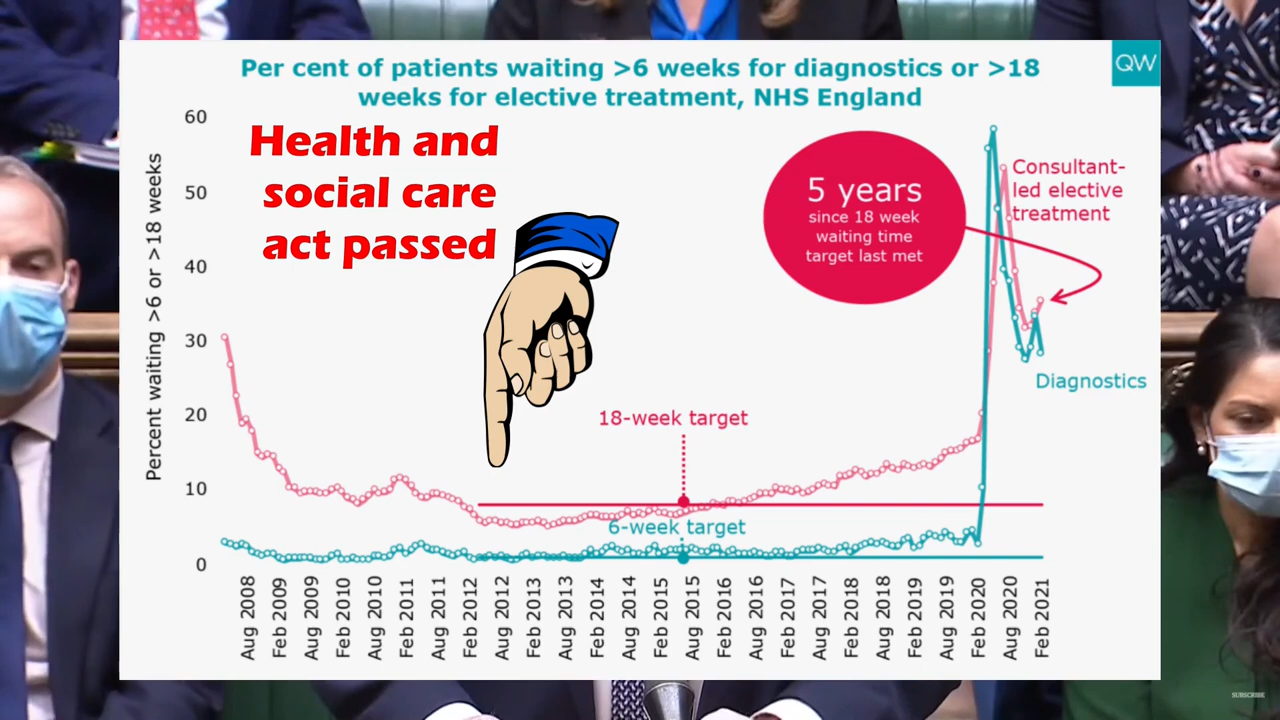 Per cent of patients waiting >6 weeks for diagnostics or >18
weeks for elective treatment, NHS England
QW
Health and
social care
act passed
5 years
since 18 week
waiting time
target last met
Consultant-
led elective
treatment
Diagnostics
18-week target
6-week target
Percent waiting >6 or >18 weeks
60
50
40
30
20
10
0
Aug 2008
Feb 2009
Aug 2009
Feb 2010
Aug 2010
Feb 2011
Aug 2011
Feb 2012
Aug 2012
Feb 2013
Aug 2013
Feb 2014
Aug 2014
Feb 2015
Aug 2015
Feb 2016
Aug 2016
Feb 2017
Aug 2017
Feb 2018
Aug 2018
Feb 2019
Aug 2019
Feb 2020
Aug 2020
Feb 2021
SUBSCRIBE